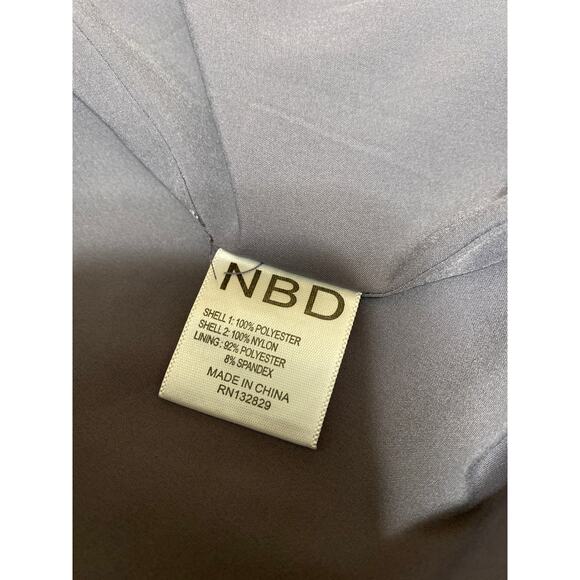 NBD
SHELL 1: 100% POLYESTER
SHELL 2: 100% NYLON
LINING : 92% POLYESTER
8% SPANDEX
MADE IN CHINA
RN132829